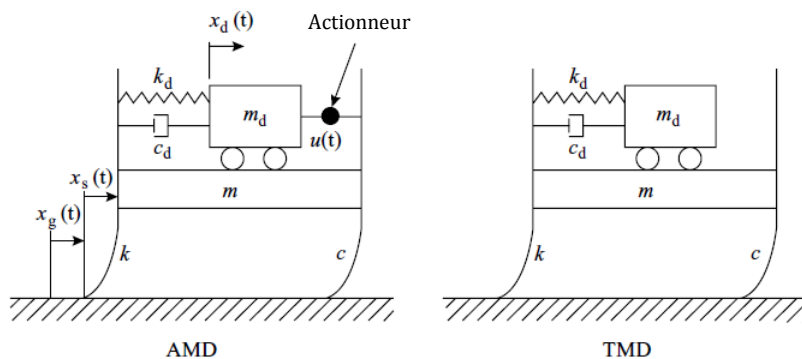 Actionneur
x_d(t)
k_d
m_d
c_d
u(t)
x_s(t)
m
x_g(t)
k
c
AMD
k_d
m_d
c_d
m
k
c
TMD